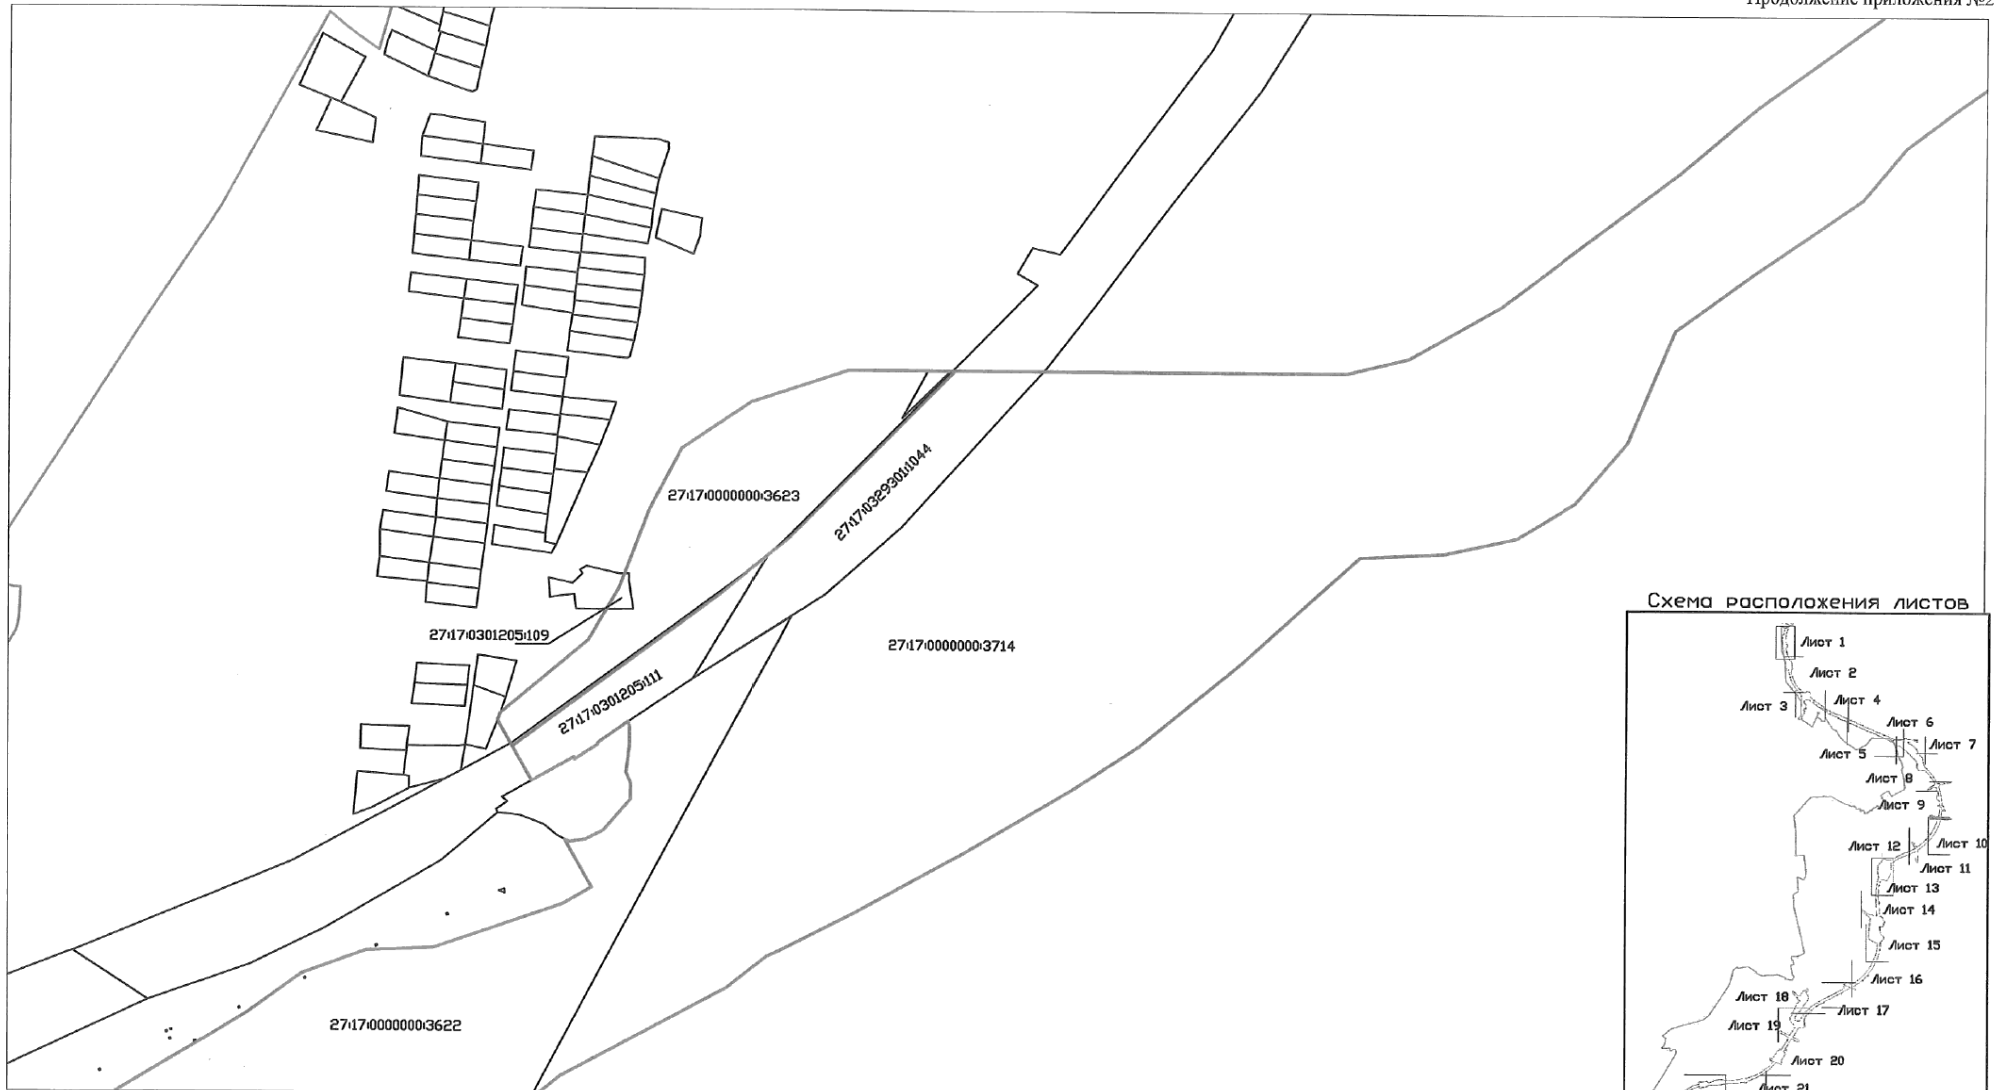 Продолжение приложения №2
27:17:0000000:3623
27:17:0329301:1044
27:17:0301205:109
27:17:0000000:3714
27:17:0301205:111
27:17:0000000:3622
Схема расположения листов
Лист 1
Лист 2
Лист 3
Лист 4
Лист 6
Лист 5
Лист 7
Лист 8
Лист 9
Лист 12
Лист 10
Лист 11
Лист 13
Лист 14
Лист 15
Лист 16
Лист 18
Лист 17
Лист 19
Лист 20
Лист 21